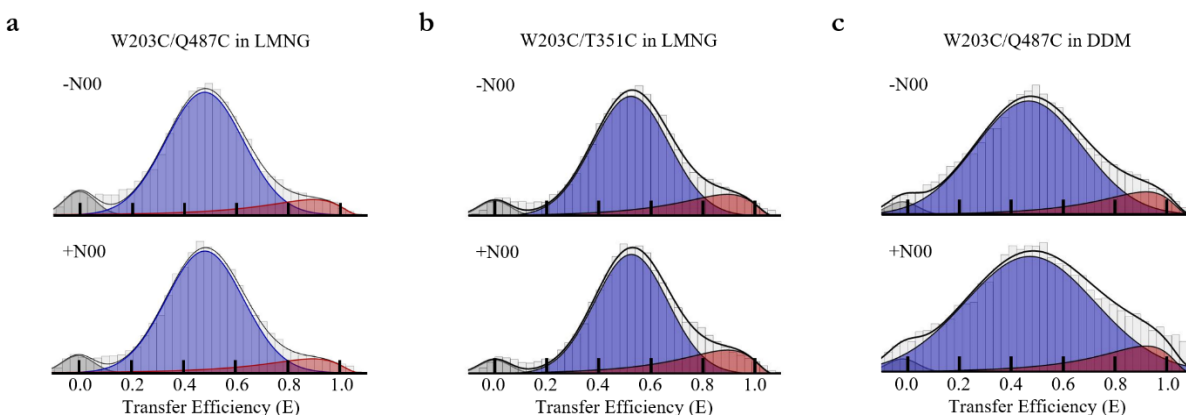 a
W203C/Q487C in LMNG
-N00
+N00
0.0 0.2 0.4 0.6 0.8 1.0
Transfer Efficiency (E)
b
W203C/T351C in LMNG
-N00
+N00
0.0 0.2 0.4 0.6 0.8 1.0
Transfer Efficiency (E)
c
W203C/Q487C in DDM
-N00
+N00
0.0 0.2 0.4 0.6 0.8 1.0
Transfer Efficiency (E)